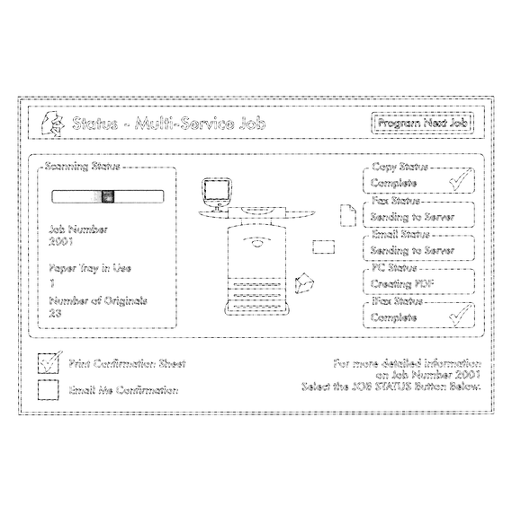 Status - Multi-Service Job
Program Next Job
Scanning Status
Job Number
2001
Paper Tray in Use
1
Number of Originals
23
Copy Status
Complete
Fax Status
Sending to Server
Email Status
Sending to Server
PC Status
Creating PDF
IFax Status
Complete
Print Confirmation Sheet
Email Me Confirmation
For more detailed information
on Job Number 2001
Select the JOB STATUS Button Below.